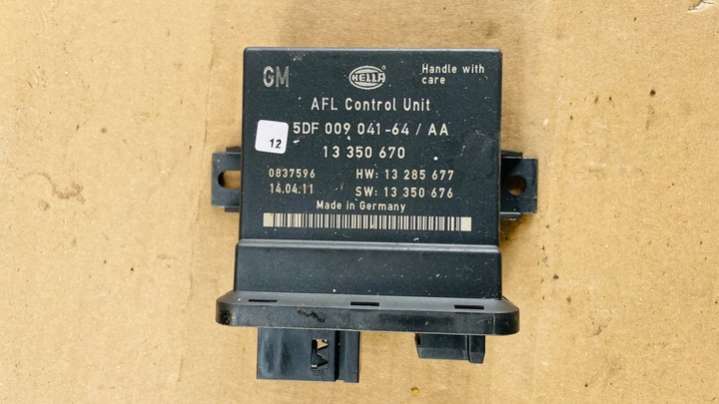 GM HELLA Handle with care
AFL Control Unit
5DF 009 041-64 / AA
12
13 350 670
0837596 HW: 13 285 677
14.04.11 SW: 13 350 676
Made in Germany